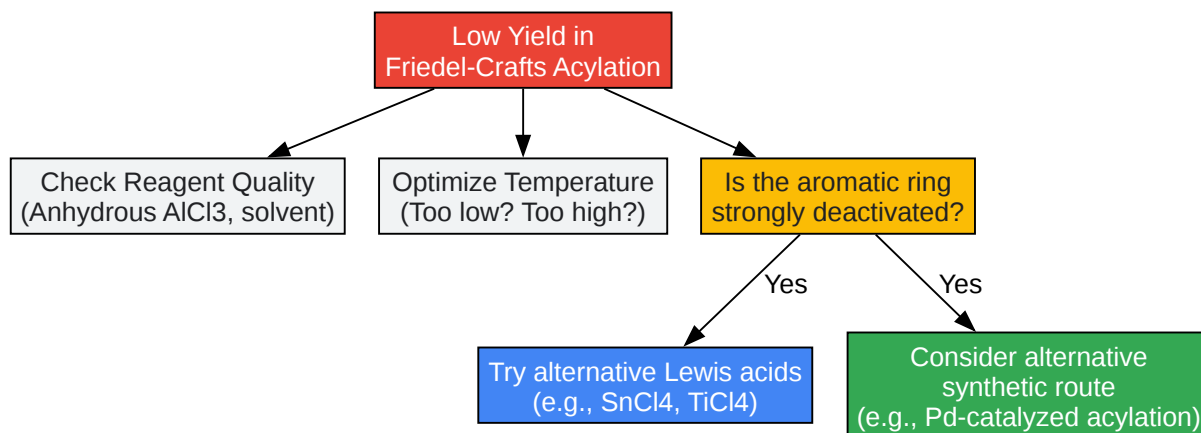 Low Yield in
Friedel-Crafts Acylation
Check Reagent Quality
(Anhydrous AlCl3, solvent)
Optimize Temperature
(Too low? Too high?)
Is the aromatic ring
strongly deactivated?
Yes
Yes
Try alternative Lewis acids
(e.g., SnCl4, TiCl4)
Consider alternative
synthetic route
(e.g., Pd-catalyzed acylation)